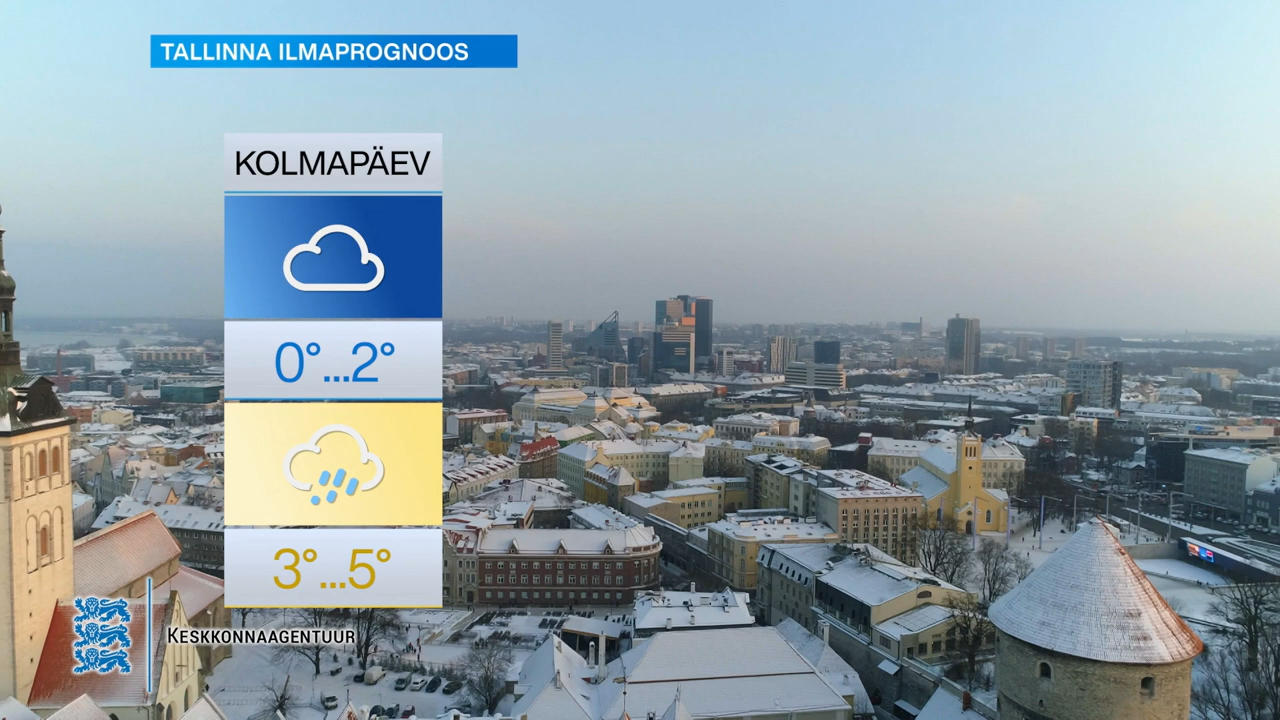 TALLINNA ILMAPROGNOOS
KOLMAPÄEV
0°...2°
3°...5°
KESKKONNAAGENTUUR